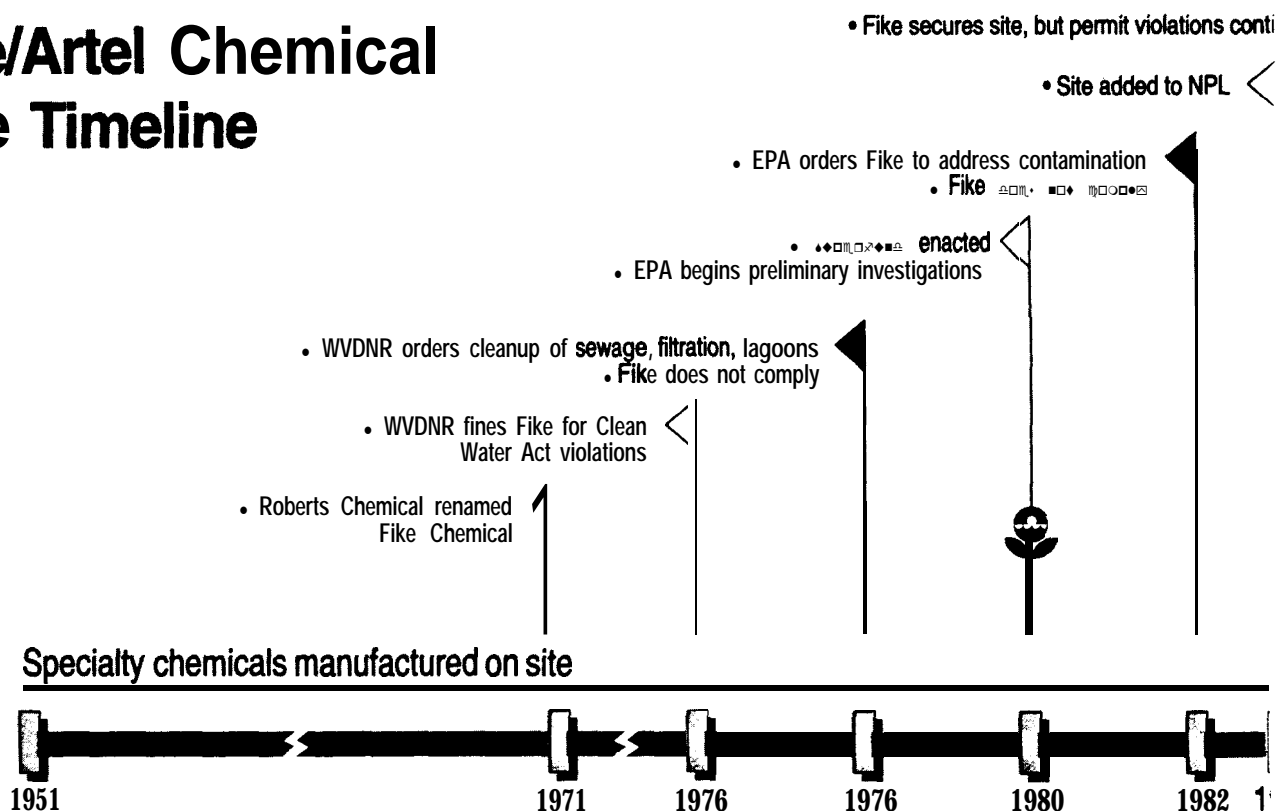 e/Artel Chemical
e Timeline
• Fike secures site, but permit violations conti
• Site added to NPL
• EPA orders Fike to address contamination
• Fike
• enacted
• EPA begins preliminary investigations
• WVDNR orders cleanup of sewage, filtration, lagoons
• Fike does not comply
• WVDNR fines Fike for Clean
Water Act violations
• Roberts Chemical renamed
Fike Chemical
Specialty chemicals manufactured on site
1951 1971 1976 1976 1980 1982 1